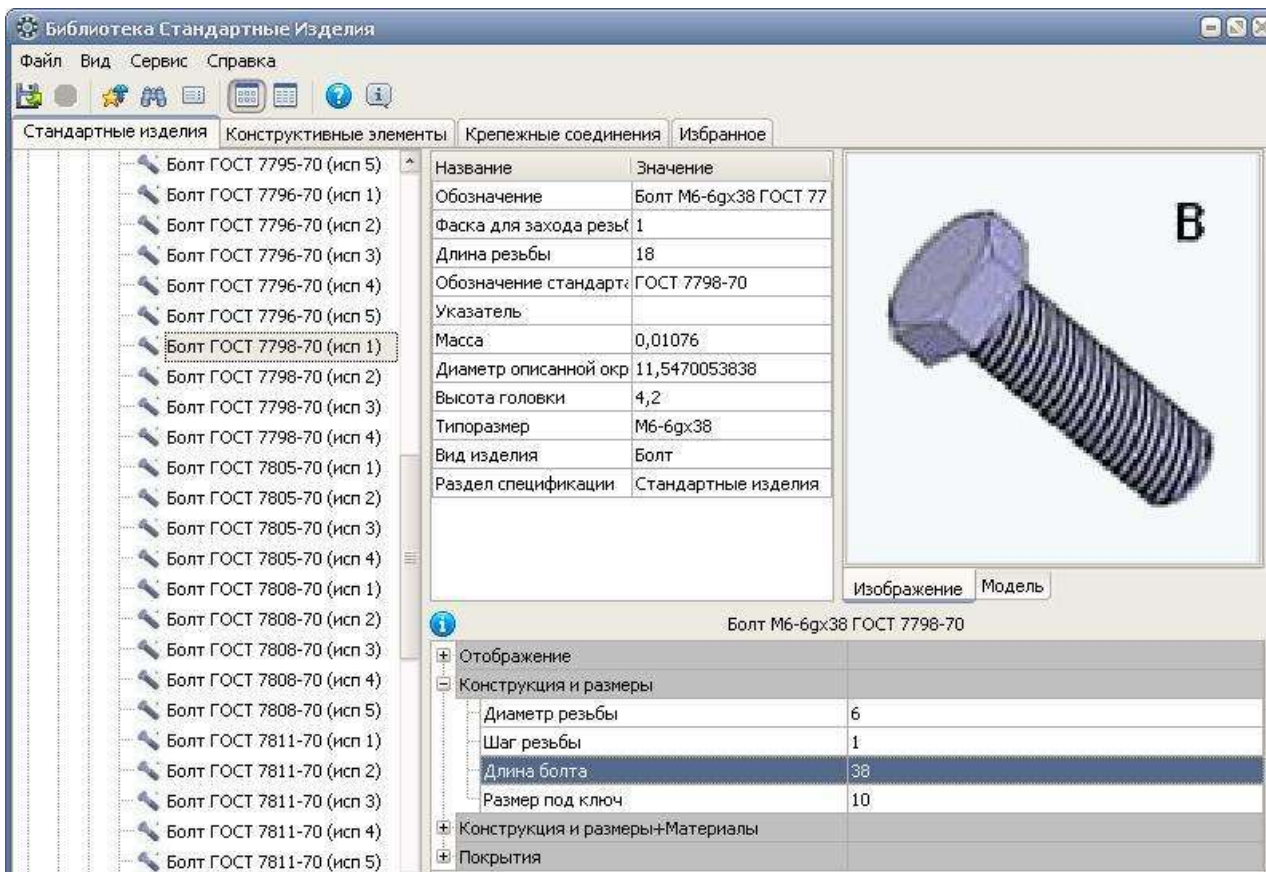 Библиотека Стандартные Изделия
Файл Вид Сервис Справка
Стандартные изделия Конструктивные элементы Крепежные соединения Избранное
Болт ГОСТ 7795-70 (исп 5)
Болт ГОСТ 7796-70 (исп 1)
Болт ГОСТ 7796-70 (исп 2)
Болт ГОСТ 7796-70 (исп 3)
Болт ГОСТ 7796-70 (исп 4)
Болт ГОСТ 7796-70 (исп 5)
Болт ГОСТ 7798-70 (исп 1)
Болт ГОСТ 7798-70 (исп 2)
Болт ГОСТ 7798-70 (исп 3)
Болт ГОСТ 7798-70 (исп 4)
Болт ГОСТ 7805-70 (исп 1)
Болт ГОСТ 7805-70 (исп 2)
Болт ГОСТ 7805-70 (исп 3)
Болт ГОСТ 7805-70 (исп 4)
Болт ГОСТ 7808-70 (исп 1)
Болт ГОСТ 7808-70 (исп 2)
Болт ГОСТ 7808-70 (исп 3)
Болт ГОСТ 7808-70 (исп 4)
Болт ГОСТ 7808-70 (исп 5)
Болт ГОСТ 7811-70 (исп 1)
Болт ГОСТ 7811-70 (исп 2)
Болт ГОСТ 7811-70 (исп 3)
Болт ГОСТ 7811-70 (исп 4)
Болт ГОСТ 7811-70 (исп 5)
Название Значение
Обозначение Болт М6-6gx38 ГОСТ 77
Фаска для захода резьб 1
Длина резьбы 18
Обозначение стандарта ГОСТ 7798-70
Указатель
Масса 0,01076
Диаметр описанной окр 11,5470053838
Высота головки 4,2
Типоразмер М6-6gx38
Вид изделия Болт
Раздел спецификации Стандартные изделия
В
Изображение Модель
Болт М6-6gx38 ГОСТ 7798-70
Отображение
Конструкция и размеры
Диаметр резьбы 6
Шаг резьбы 1
Длина болта 38
Размер под ключ 10
Конструкция и размеры+Материалы
Покрытия